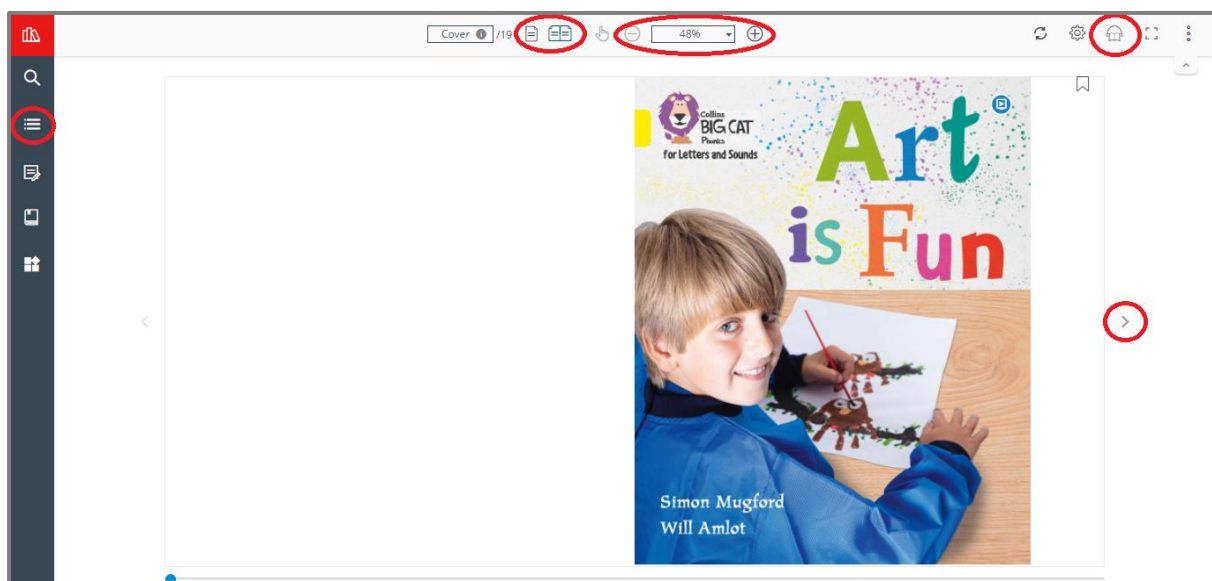 Cover /19
48%
Collins
BIG CAT
Phonics
for Letters and Sounds
Art
is Fun
Simon Mugford
Will Amlot